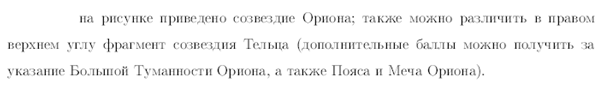 на рисунке приведено созвездие Ориона; также можно различить в правом
верхнем углу фрагмент созвездия Тельца (дополнительные баллы можно получить за
указание Большой Туманности Ориона, а также Пояса и Меча Ориона).